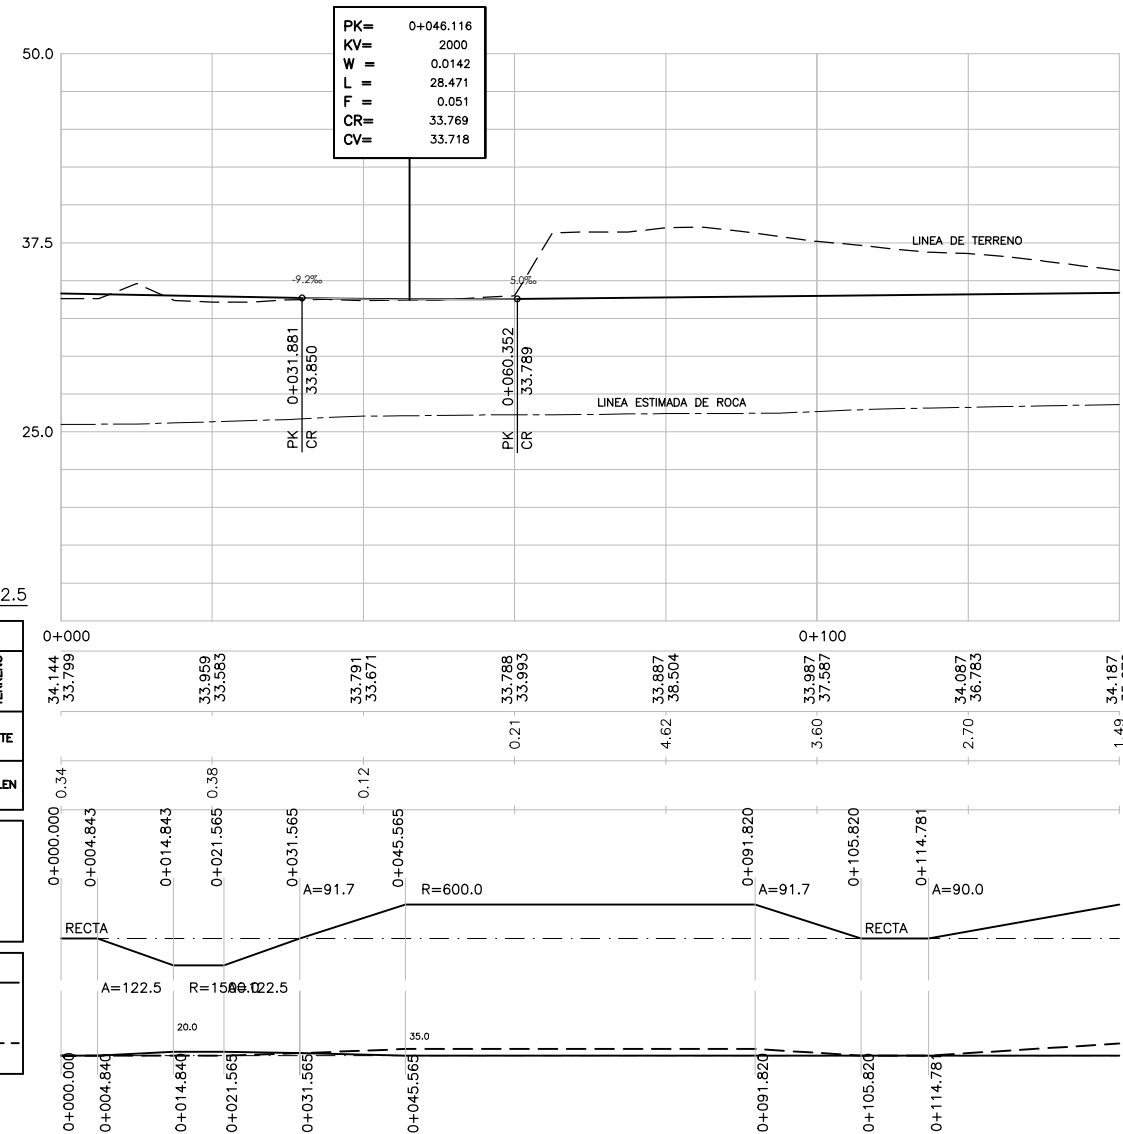 PK= 0+046.116
KV= 2000
W = 0.0142
L = 28.471
F = 0.051
CR= 33.769
CV= 33.718
50.0
37.5
25.0
LINEA DE TERRENO
-9.2‰
5.0‰
0+031.881
33.850
PK
CR
0+060.352
33.789
PK
CR
LINEA ESTIMADA DE ROCA
2.5
0+000
0+100
34.144 33.959 33.791 33.788 33.887 33.987 34.087 34.187
33.799 33.583 33.671 33.993 38.504 37.587 36.783
TE
0.21 4.62 3.60 2.70 1.49
LEN
0.34 0.38 0.12
0+000.000 0+004.843 0+014.843 0+021.565 0+031.565 0+045.565 0+091.820 0+105.820 0+114.781
A=91.7 R=600.0 A=91.7 A=90.0
RECTA RECTA
A=122.5 R=1500.0 A=122.5
20.0
35.0
0+000.000 0+004.840 0+014.840 0+021.565 0+031.565 0+045.565 0+091.820 0+105.820 0+114.781